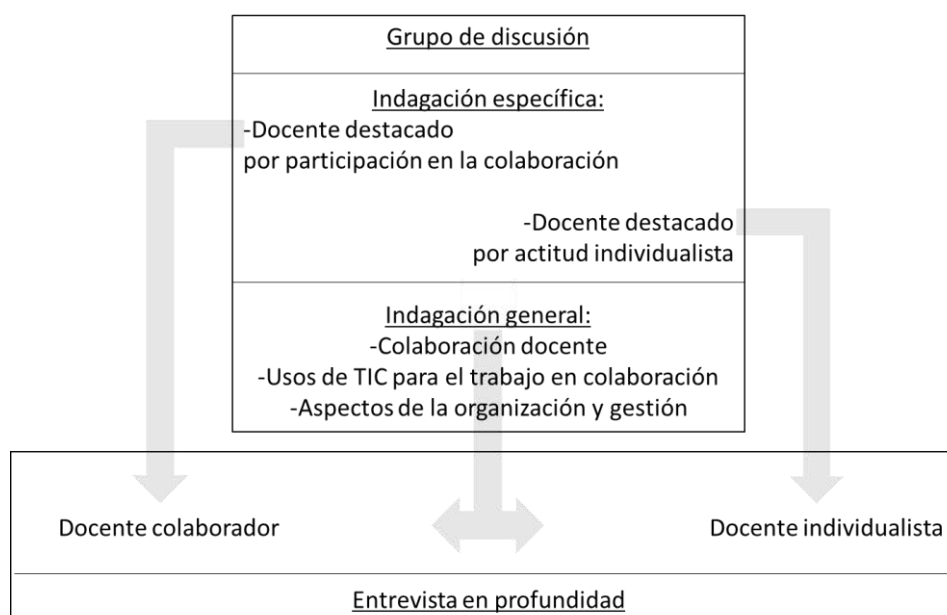 Grupo de discusión
Indagación específica:
-Docente destacado
por participación en la colaboración
-Docente destacado
por actitud individualista
Indagación general:
-Colaboración docente
-Usos de TIC para el trabajo en colaboración
-Aspectos de la organización y gestión
Docente colaborador
Docente individualista
Entrevista en profundidad